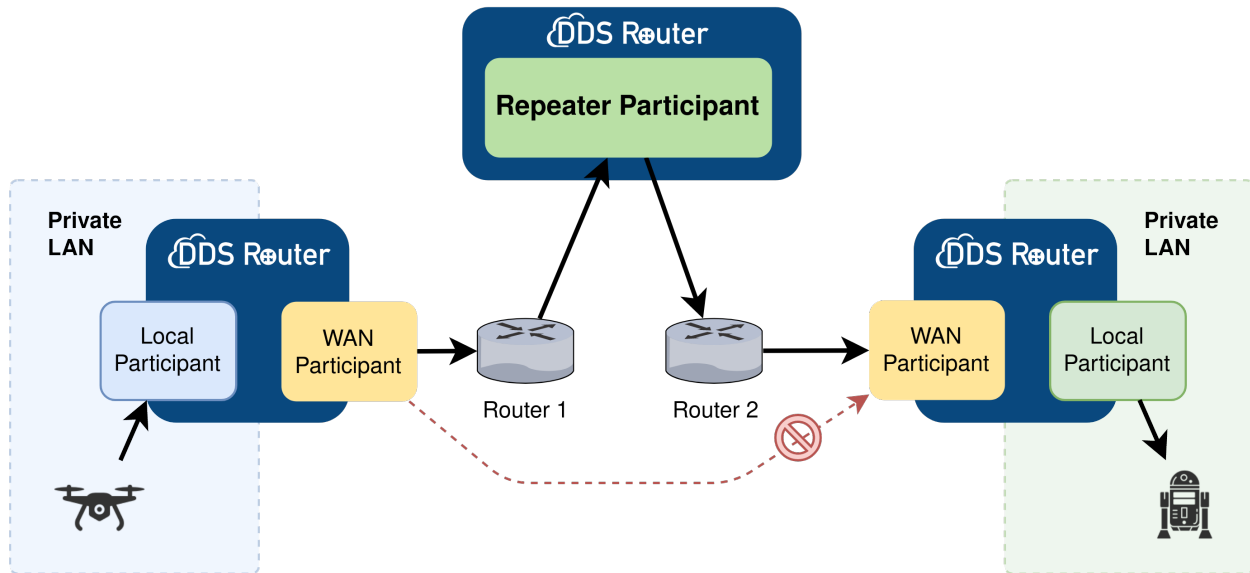 DDS Router
Repeater Participant
Private
LAN
DDS Router
Local
Participant
WAN
Participant
Router 1
Router 2
DDS Router
WAN
Participant
Local
Participant
Private
LAN